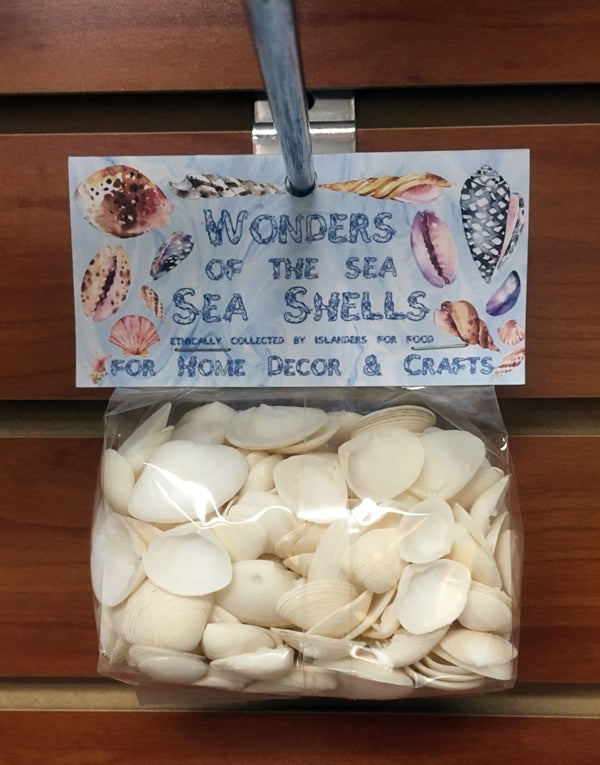 WONDERS
OF THE SEA
SEA SHELLS
ETHICALLY COLLECTED BY ISLANDERS FOR FOOD
FOR HOME DECOR & CRAFTS